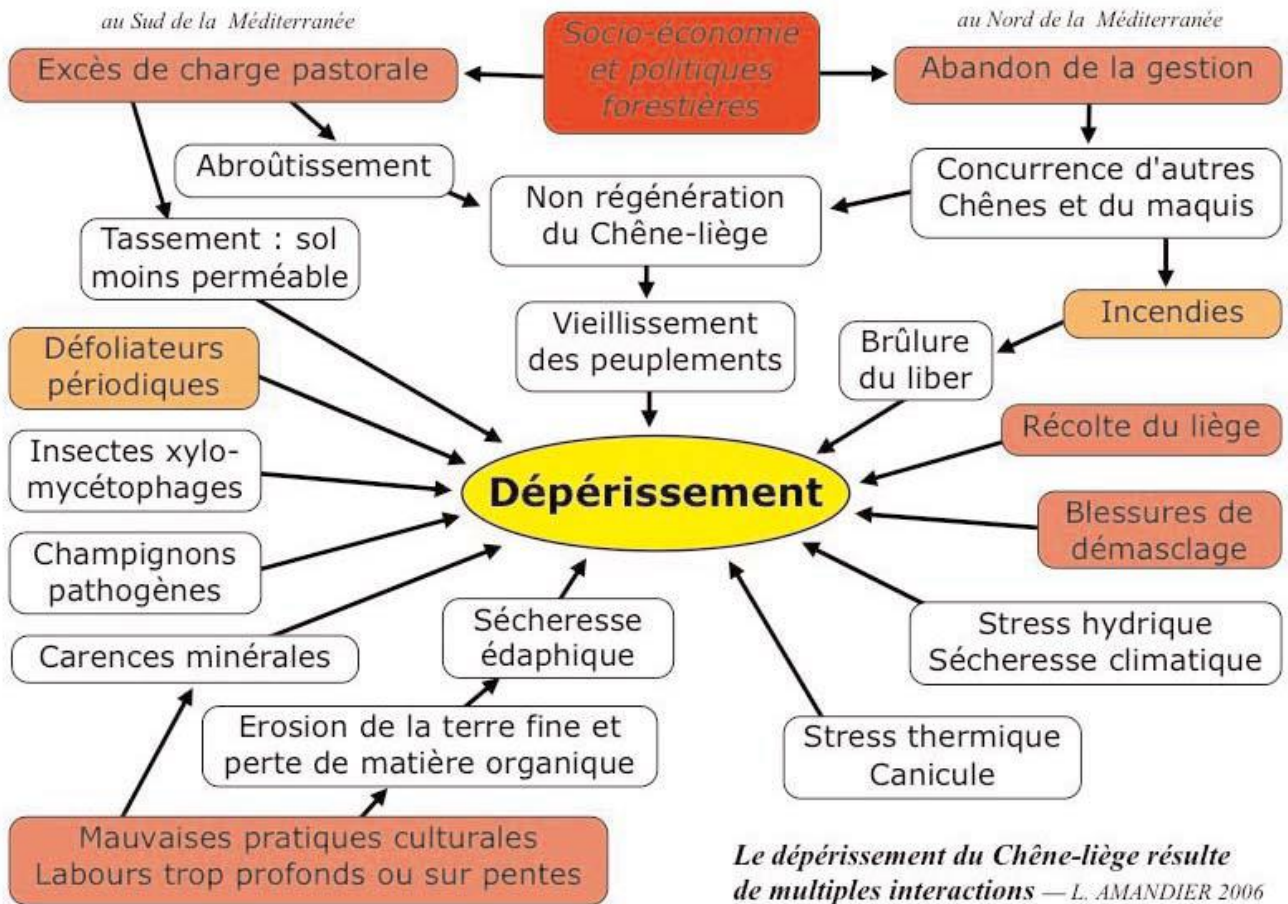 au Sud de la Méditerranée
au Nord de la Méditerranée
Socio-économie
et politiques
forestières
Excès de charge pastorale
Abandon de la gestion
Abroûtissement
Non régénération
du Chêne-liège
Concurrence d'autres
Chênes et du maquis
Tassement : sol
moins perméable
Vieillissement
des peuplements
Incendies
Brûlure
du liber
Défoliateurs
périodiques
Récolte du liège
Insectes xylo-
mycétophages
Dépérissement
Blessures de
démasclage
Champignons
pathogènes
Sécheresse
édaphique
Stress hydrique
Sécheresse climatique
Carences minérales
Erosion de la terre fine et
perte de matière organique
Stress thermique
Canicule
Mauvaises pratiques culturales
Labours trop profonds ou sur pentes
Le dépérissement du Chêne-liège résulte
de multiples interactions — L. AMANDIER 2006